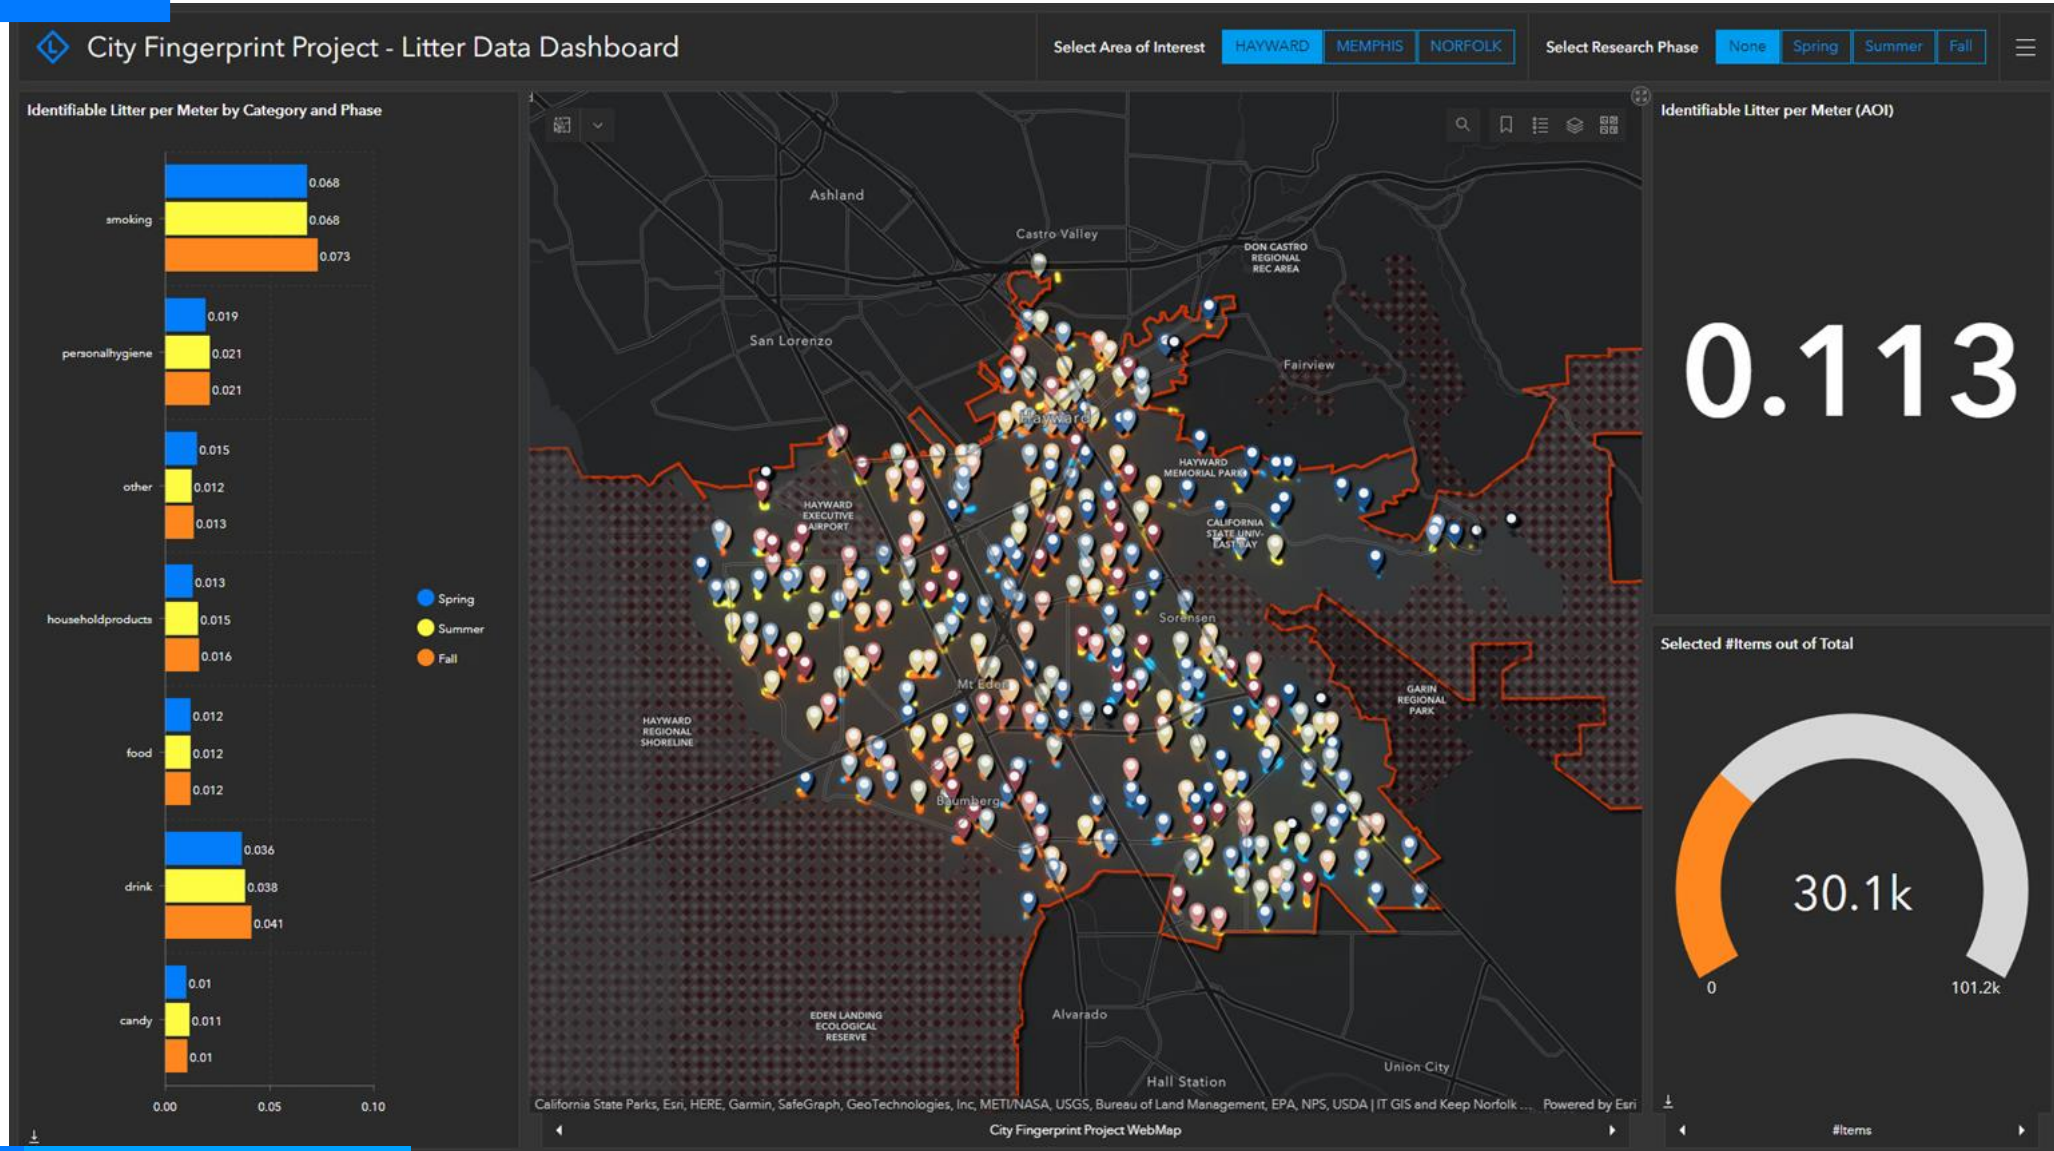 City Fingerprint Project - Litter Data Dashboard
Select Area of Interest
HAYWARD
MEMPHIS
NORFOLK
Select Research Phase
None
Spring
Summer
Fall
Identifiable Litter per Meter by Category and Phase
smoking
0.068
0.068
0.073
personalhygiene
0.019
0.021
0.021
other
0.015
0.012
0.013
householdproducts
0.013
0.015
0.016
food
0.012
0.012
0.012
drink
0.036
0.038
0.041
candy
0.01
0.011
0.01
0.00
0.05
0.10
Spring
Summer
Fall
Ashland
Castro Valley
DON CASTRO
REGIONAL
REC AREA
San Lorenzo
Fairview
Hayward
HAYWARD
MEMORIAL PARK
HAYWARD
EXECUTIVE
AIRPORT
CALIFORNIA
STATE UNIV-
EAST BAY
Sorensen
Mt Eden
GARIN
REGIONAL
PARK
HAYWARD
REGIONAL
SHORELINE
Baumberg
EDEN LANDING
ECOLOGICAL
RESERVE
Alvarado
Union City
Hall Station
California State Parks, Esri, HERE, Garmin, SafeGraph, GeoTechnologies, Inc, METI/NASA, USGS, Bureau of Land Management, EPA, NPS, USDA | IT GIS and Keep Norfolk ...
Powered by Esri
City Fingerprint Project WebMap
Identifiable Litter per Meter (AOI)
0.113
Selected #Items out of Total
30.1k
0
101.2k
#Items